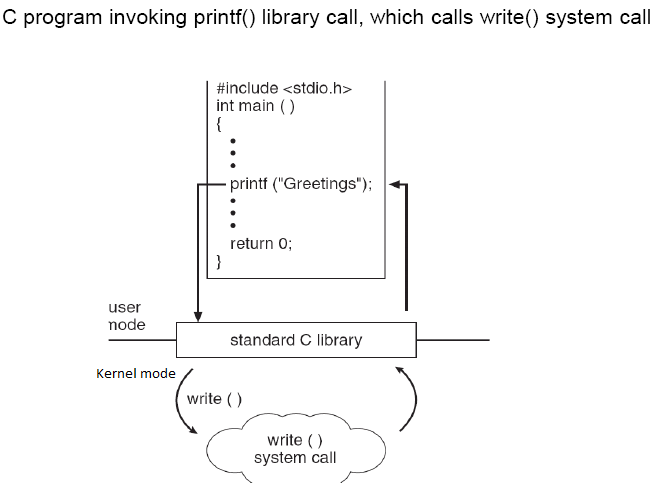 C program invoking printf() library call, which calls write() system call
#include <stdio.h>
int main ( )
{
printf ("Greetings");
return 0;
}
user
mode
standard C library
Kernel mode
write ( )
write ( )
system call